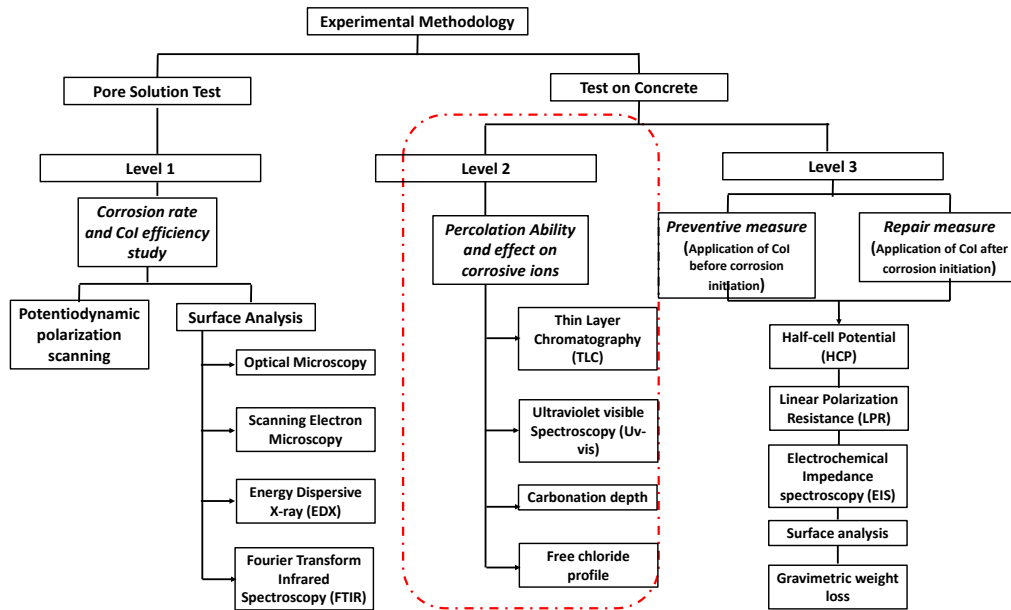 Experimental Methodology
Pore Solution Test
Test on Concrete
Level 1
Level 2
Level 3
Corrosion rate
and CoI efficiency
study
Percolation Ability
and effect on
corrosive ions
Preventive measure
(Application of CoI
before corrosion
initiation)
Repair measure
(Application of CoI after
corrosion initiation)
Potentiodynamic
polarization
scanning
Surface Analysis
Optical Microscopy
Scanning Electron
Microscopy
Energy Dispersive
X-ray (EDX)
Fourier Transform
Infrared
Spectroscopy (FTIR)
Thin Layer
Chromatography
(TLC)
Ultraviolet visible
Spectroscopy (Uv-
vis)
Carbonation depth
Free chloride
profile
Half-cell Potential
(HCP)
Linear Polarization
Resistance (LPR)
Electrochemical
Impedance
spectroscopy (EIS)
Surface analysis
Gravimetric weight
loss